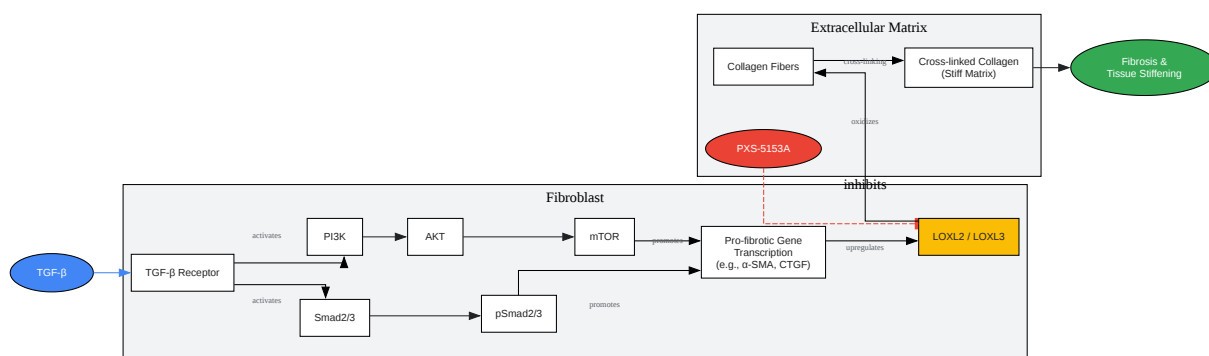 Extracellular Matrix
Collagen Fibers
cross-linking
Cross-linked Collagen
(Stiff Matrix)
Fibrosis &
Tissue Stiffening
oxidizes
PXS-5153A
inhibits
Fibroblast
activates
PI3K
AKT
mTOR
promotes
Pro-fibrotic Gene
Transcription
(e.g., α-SMA, CTGF)
upregulates
LOXL2 / LOXL3
TGF-β
TGF-β Receptor
activates
Smad2/3
pSmad2/3
promotes